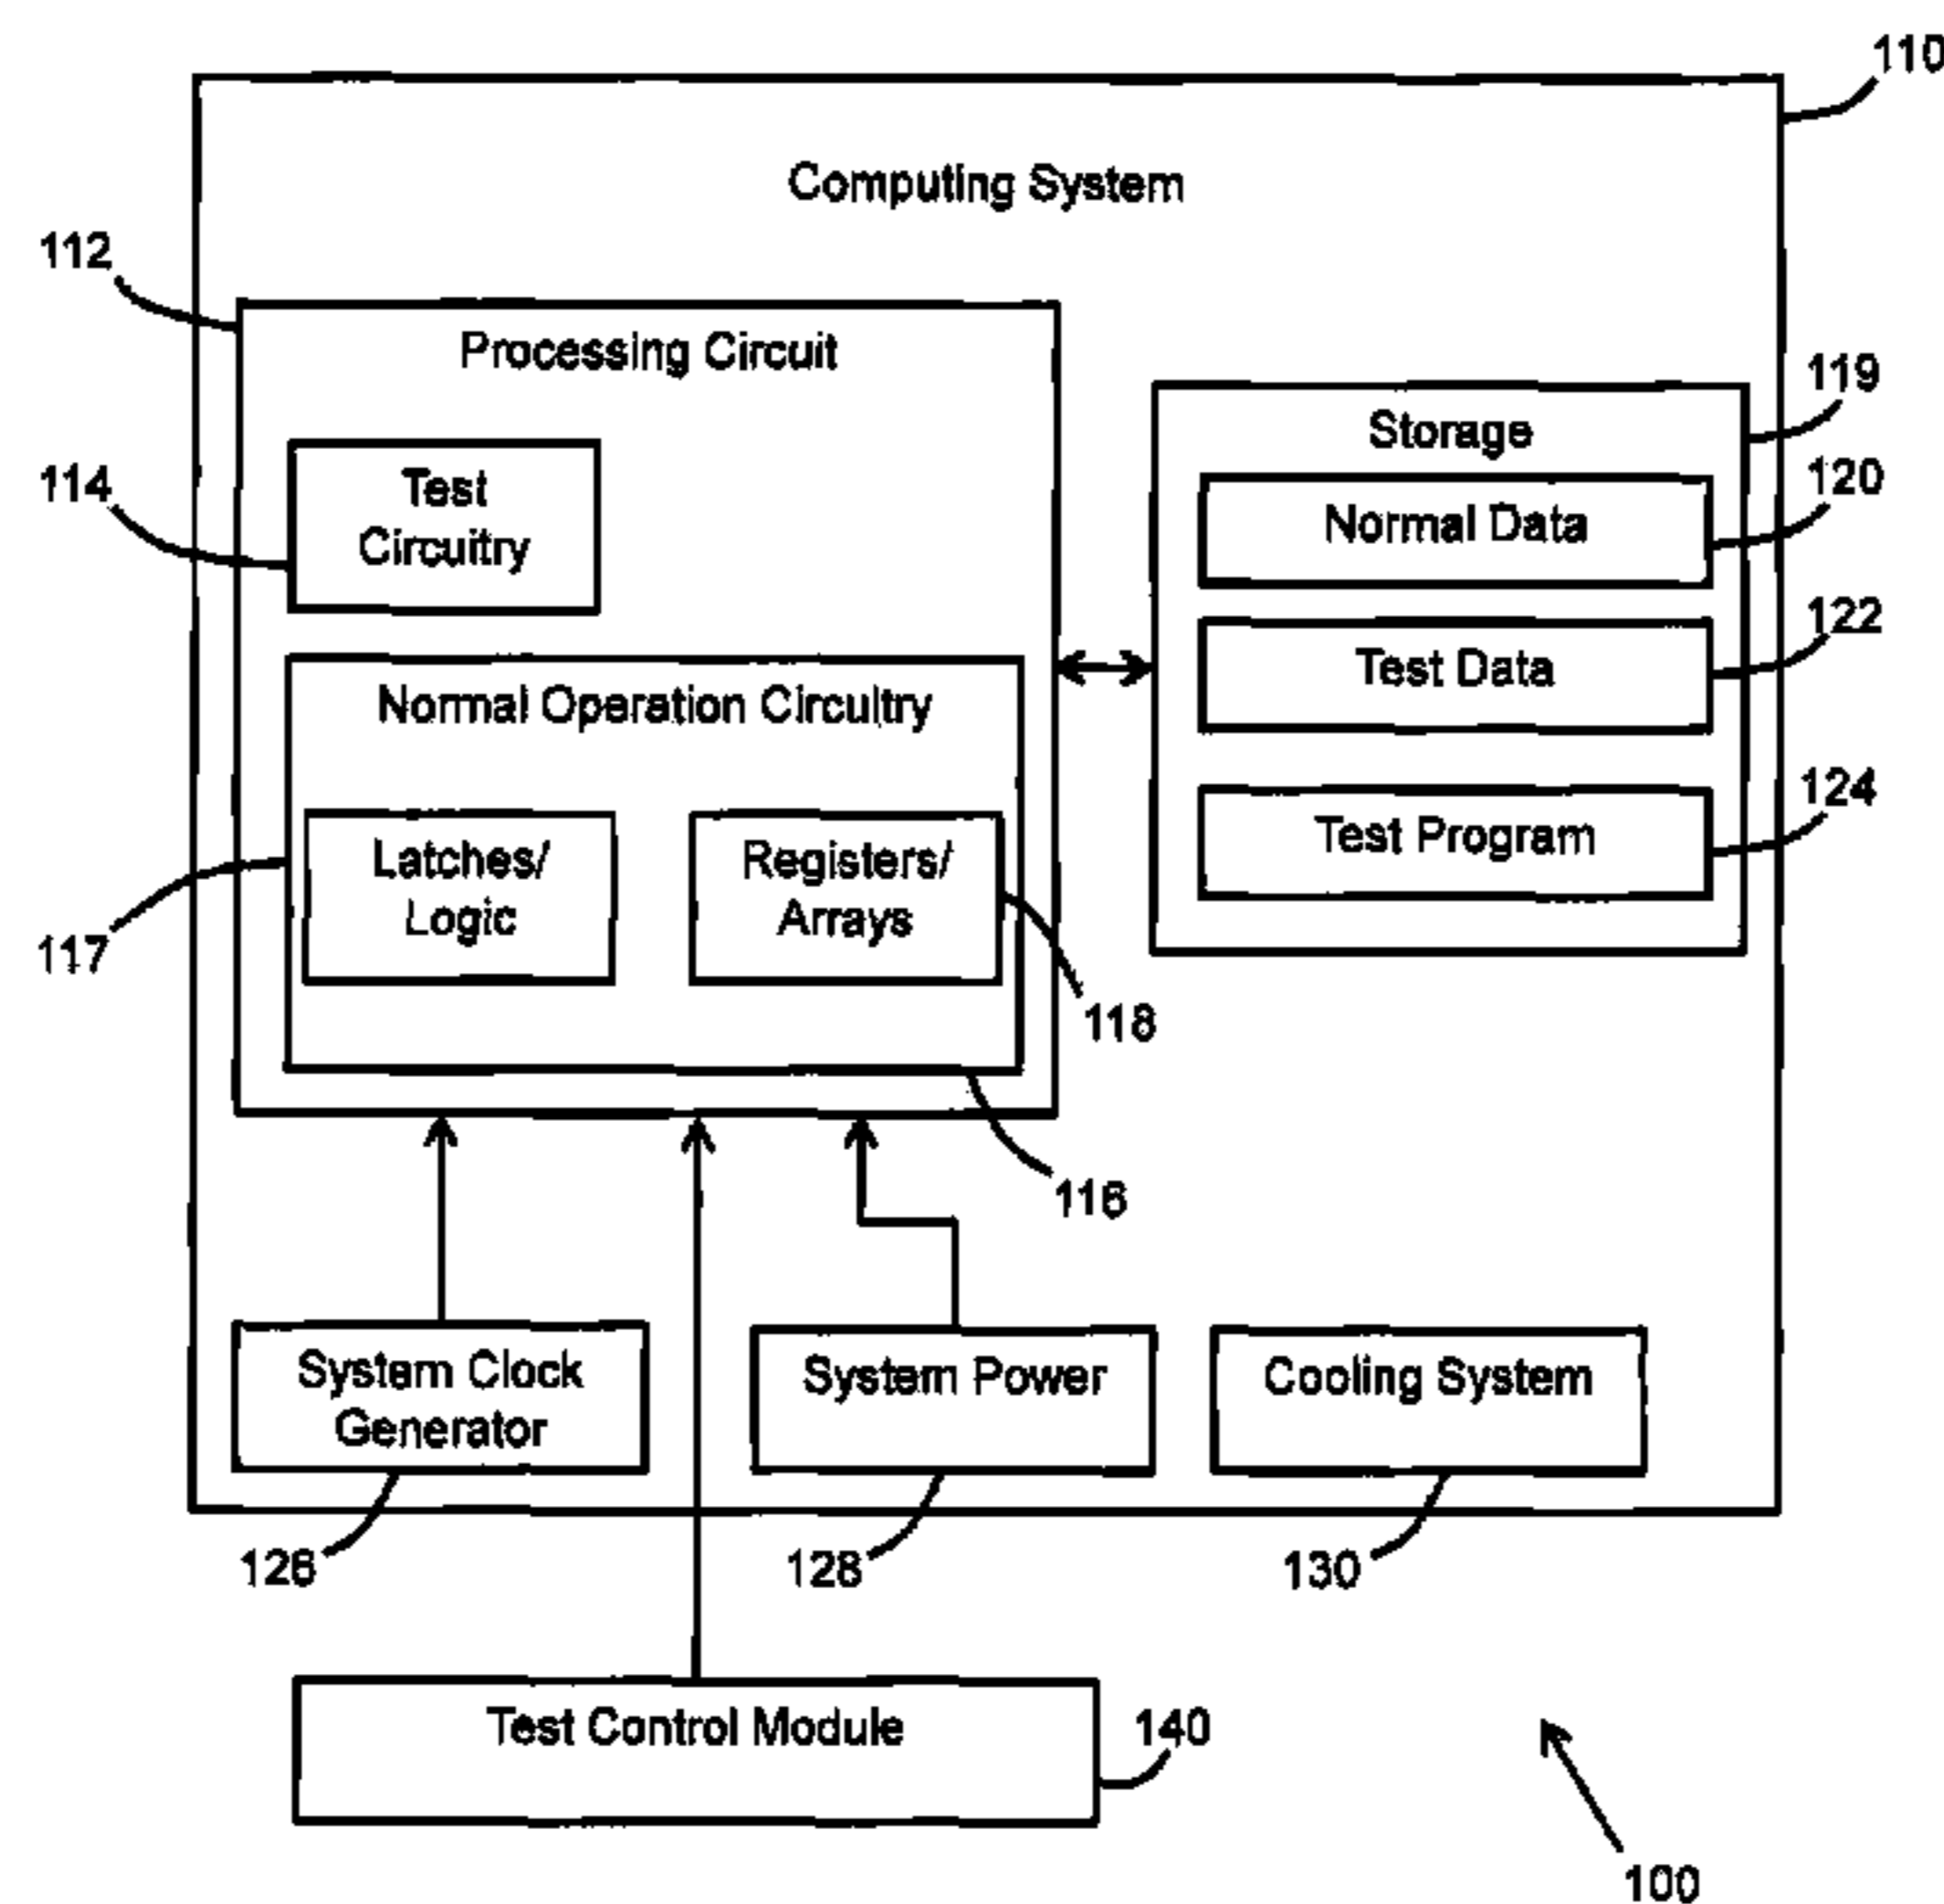 110
Computing System
112
Processing Circuit
119
Storage
114
Test
Circuitry
120
Normal Data
122
Test Data
Normal Operation Circuitry
124
Test Program
117
Latches/
Logic
Registers/
Arrays
118
116
System Clock
Generator
System Power
Cooling System
126
128
130
Test Control Module
140
100